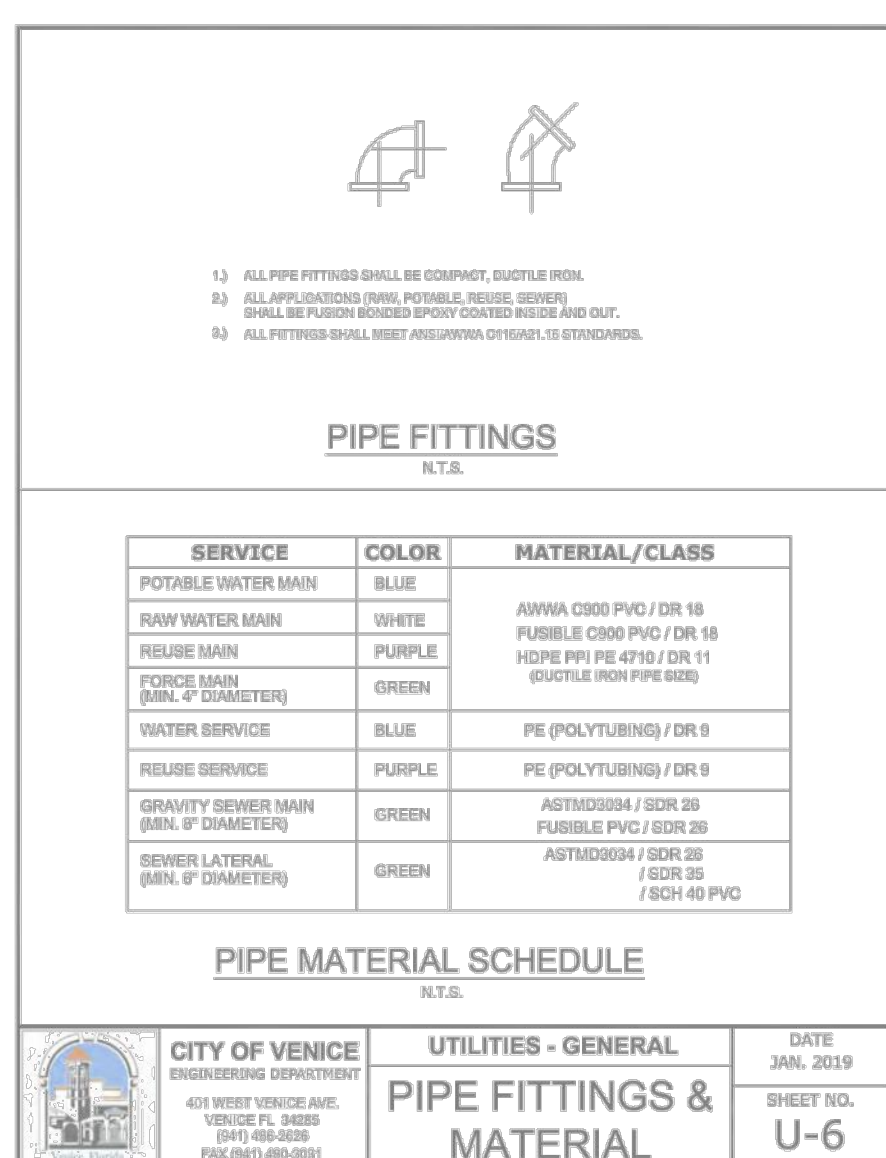 1.) ALL PIPE FITTINGS SHALL BE COMPACT, DUCTILE IRON.
2.) ALL APPLICATIONS (RAW, POTABLE, REUSE, SEWER)
SHALL BE FUSION BONDED EPOXY COATED INSIDE AND OUT.
3.) ALL FITTINGS SHALL MEET STANDARDS.
PIPE FITTINGS
N.T.S.
SERVICE COLOR MATERIAL/CLASS
POTABLE WATER MAIN BLUE
RAW WATER MAIN WHITE
REUSE MAIN PURPLE
FORCE MAIN
(MIN. 4" DIAMETER) GREEN
AWWA C900 PVC / DR 18
FUSIBLE C900 PVC / DR 18
HDPE PPI PE 4710 / DR 11
(DUCTILE IRON PIPE SIZE)
WATER SERVICE BLUE PE (POLYTUBING) / DR 9
REUSE SERVICE PURPLE PE (POLYTUBING) / DR 9
GRAVITY SEWER MAIN
(MIN. 8" DIAMETER) GREEN
ASTMD3034 / SDR 26
FUSIBLE PVC / SDR 26
SEWER LATERAL
(MIN. 6" DIAMETER) GREEN
ASTMD3034 / SDR 26
/ SDR 35
/ SCH 40 PVC
PIPE MATERIAL SCHEDULE
N.T.S.
Venice, Florida
CITY OF VENICE
ENGINEERING DEPARTMENT
401 WEST VENICE AVE.
VENICE FL 34285
(941) 486-2626
FAX (941)
UTILITIES - GENERAL
PIPE FITTINGS &
MATERIAL
DATE
JAN. 2019
SHEET NO.
U-6